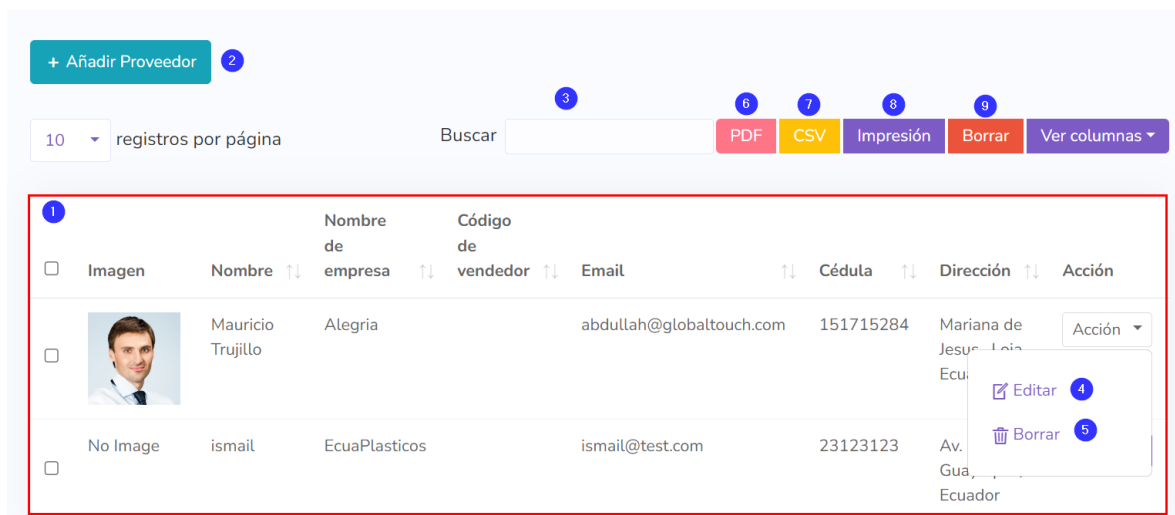 + Añadir Proveedor 2
3 6 7 8 9
10 registros por página Buscar PDF CSV Impresión Borrar Ver columnas
1
Nombre Código
de de
Imagen Nombre empresa vendedor Email Cédula Dirección Acción
Mauricio Alegria abdullah@globaltouch.com 151715284 Mariana de Acción
Trujillo Jesus, Loja
Editar 4
Borrar 5
No Image ismail EcuaPlasticos ismail@test.com 23123123 Av.
Ecuador